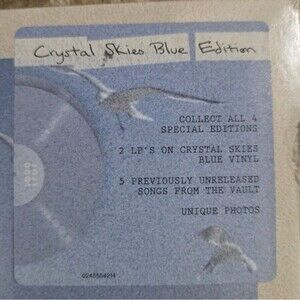 Crystal Skies Blue Edition
COLLECT ALL 4
SPECIAL EDITIONS
2 LP'S ON CRYSTAL SKIES
BLUE VINYL
5 PREVIOUSLY UNRELEASED
SONGS FROM THE VAULT
UNIQUE PHOTOS